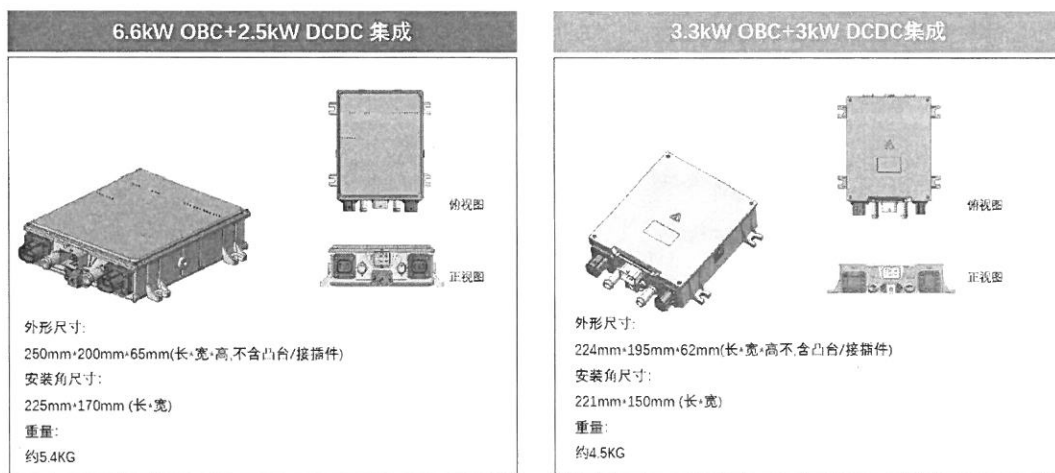 6.6kW OBC+2.5kW DCDC 集成
俯视图
正视图
外形尺寸:
250mm*200mm*65mm(长*宽*高,不含凸台/接插件)
安装角尺寸:
225mm*170mm (长*宽)
重量:
约5.4KG
3.3kW OBC+3kW DCDC集成
俯视图
正视图
外形尺寸:
224mm*195mm*62mm(长*宽*高不,含凸台/接插件)
安装角尺寸:
221mm*150mm (长*宽)
重量:
约4.5KG